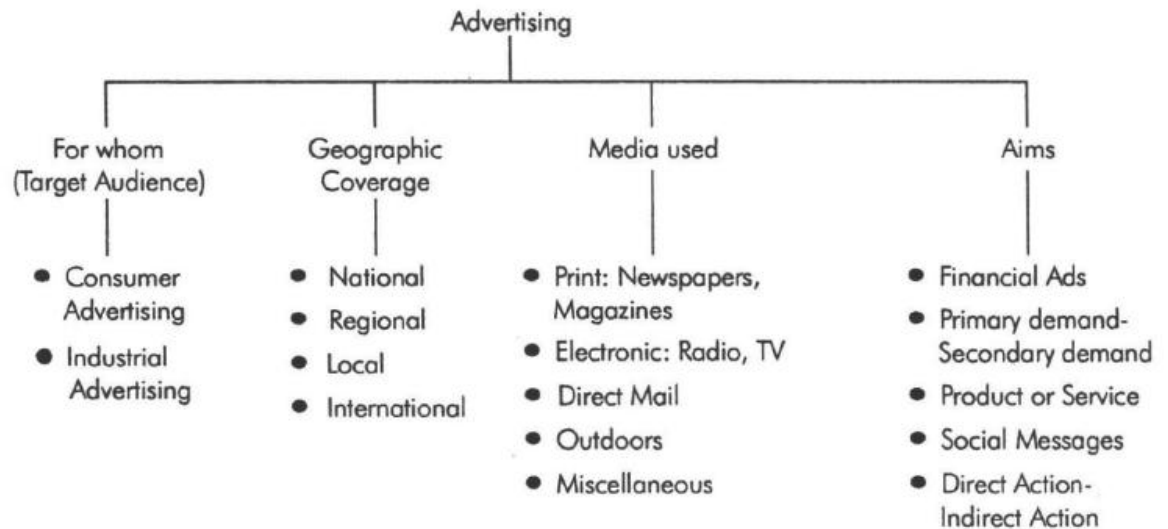 Advertising
For whom
(Target Audience)
Geographic
Coverage
Media used
Aims
● Consumer
Advertising
● Industrial
Advertising
● National
● Regional
● Local
● International
● Print: Newspapers,
Magazines
● Electronic: Radio, TV
● Direct Mail
● Outdoors
● Miscellaneous
● Financial Ads
● Primary demand-
Secondary demand
● Product or Service
● Social Messages
● Direct Action-
Indirect Action